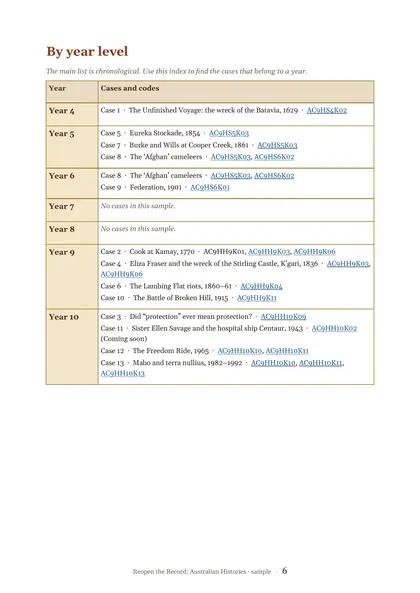 By year level
The main list is chronological. Use this index to find the cases that belong to a year.
Year Cases and codes
Year 4 Case 1 · The Unfinished Voyage: the wreck of the Batavia, 1629 · AC9HS4K02
Year 5 Case 5 · Eureka Stockade, 1854 · AC9HS5K03
Case 7 · Burke and Wills at Cooper Creek, 1861 · AC9HS5K03
Case 8 · The ‘Afghan’ cameleers · AC9HS5K03, AC9HS6K02
Year 6 Case 8 · The ‘Afghan’ cameleers · AC9HS5K03, AC9HS6K02
Case 9 · Federation, 1901 · AC9HS6K01
Year 7 No cases in this sample.
Year 8 No cases in this sample.
Year 9 Case 2 · Cook at Kamay, 1770 · AC9HH9K01, AC9HH9K03, AC9HH9K06
Case 4 · Eliza Fraser and the wreck of the Stirling Castle, K’gari, 1836 · AC9HH9K03,
AC9HH9K06
Case 6 · The Lambing Flat riots, 1860–61 · AC9HH9K04
Case 10 · The Battle of Broken Hill, 1915 · AC9HH9K11
Year 10 Case 3 · Did “protection” ever mean protection? · AC9HH10K09
Case 11 · Sister Ellen Savage and the hospital ship Centaur, 1943 · AC9HH10K02
(Coming soon)
Case 12 · The Freedom Ride, 1965 · AC9HH10K10, AC9HH10K11
Case 13 · Mabo and terra nullius, 1982–1992 · AC9HH10K10, AC9HH10K11,
AC9HH10K13
Reopen the Record: Australian Histories · sample · 6